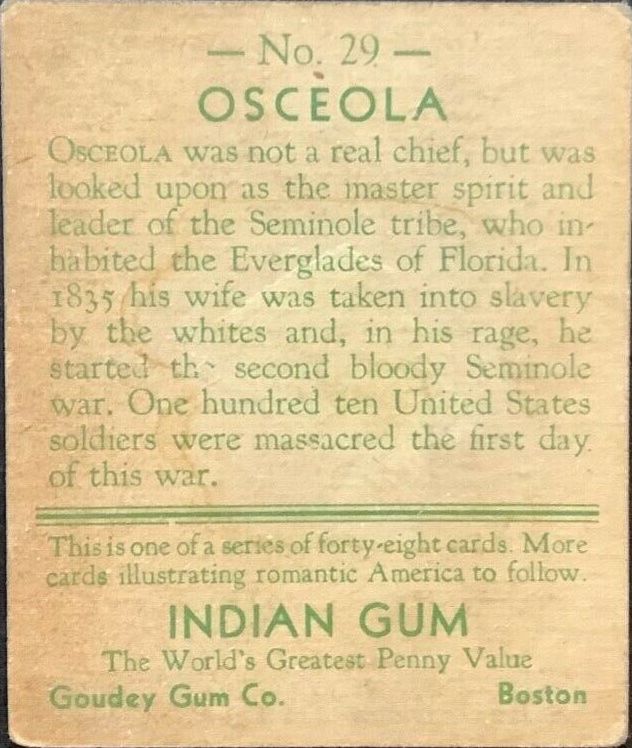 — No. 29 —
OSCEOLA
OSCEOLA was not a real chief, but was
looked upon as the master spirit and
leader of the Seminole tribe, who in-
habited the Everglades of Florida. In
1835 his wife was taken into slavery
by the whites and, in his rage, he
started the second bloody Seminole
war. One hundred ten United States
soldiers were massacred the first day
of this war.
This is one of a series of forty-eight cards. More
cards illustrating romantic America to follow.
INDIAN GUM
The World's Greatest Penny Value
Goudey Gum Co. Boston